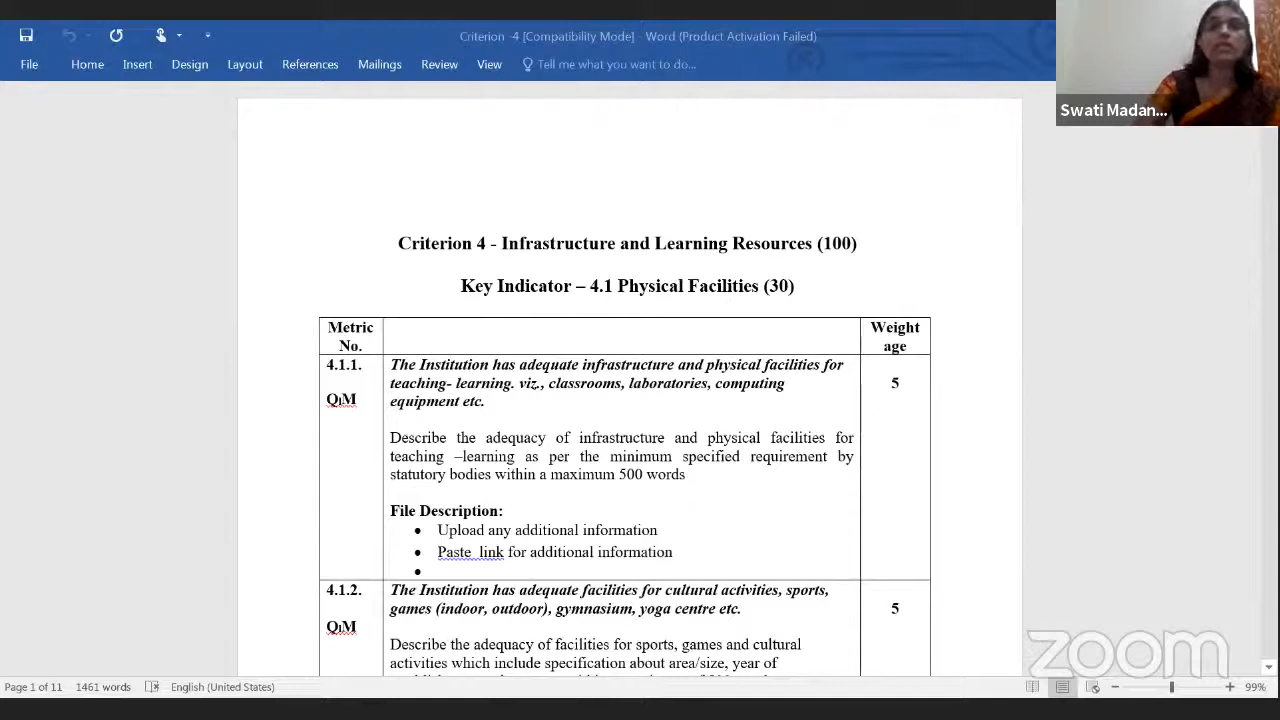 Criterion -4 [Compatibility Mode] - Word (Product Activation Failed)
File Home Insert Design Layout References Mailings Review View Tell me what you want to do...
Swati Madan...
Criterion 4 - Infrastructure and Learning Resources (100)
Key Indicator – 4.1 Physical Facilities (30)
Metric No.
Weight age
4.1.1.
QlM
The Institution has adequate infrastructure and physical facilities for
teaching- learning. viz., classrooms, laboratories, computing
equipment etc.
5
Describe the adequacy of infrastructure and physical facilities for
teaching –learning as per the minimum specified requirement by
statutory bodies within a maximum 500 words
File Description:
• Upload any additional information
• Paste link for additional information
•
4.1.2.
QlM
The Institution has adequate facilities for cultural activities, sports,
games (indoor, outdoor), gymnasium, yoga centre etc.
5
Describe the adequacy of facilities for sports, games and cultural
activities which include specification about area/size, year of
zoom
Page 1 of 11 1461 words English (United States) 99%